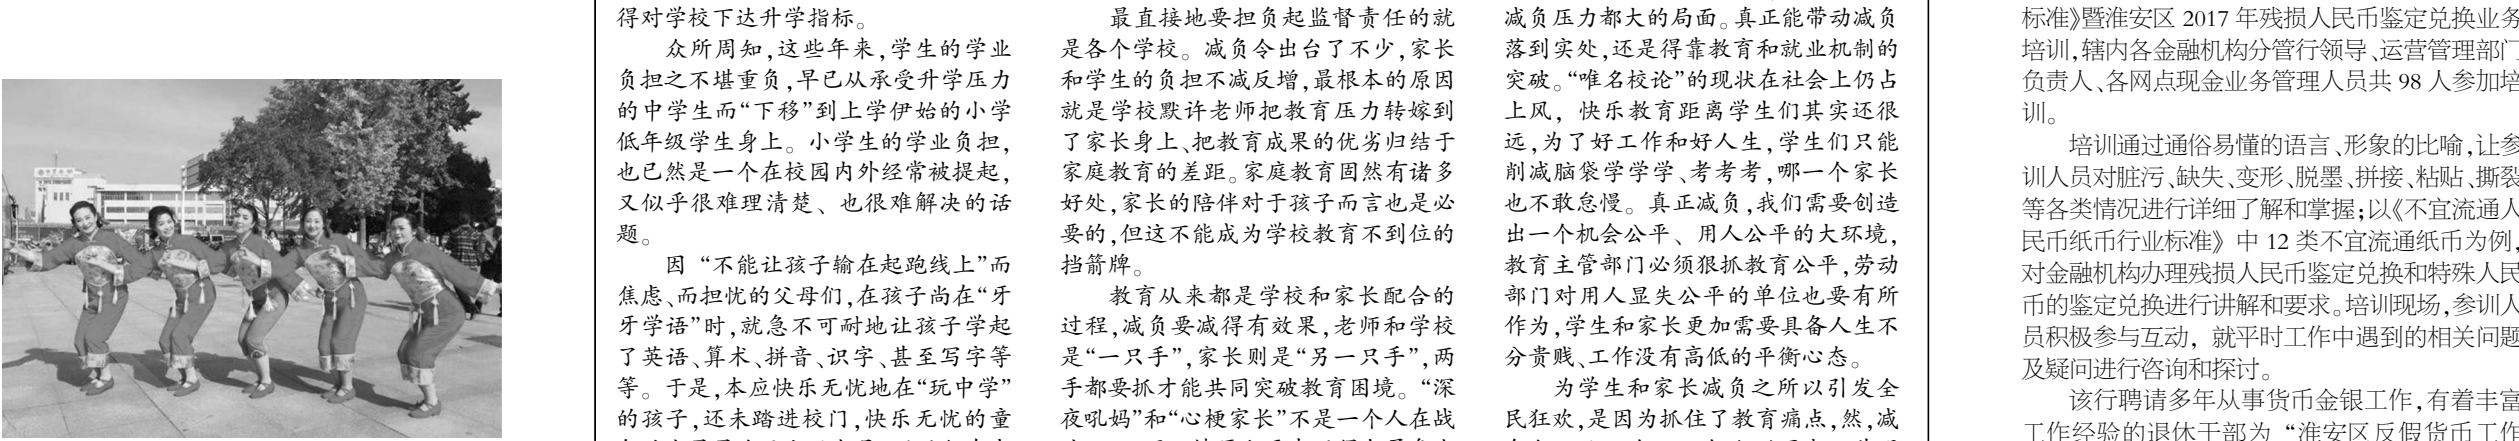 得对学校下达升学指标。
众所周知,这些年来,学生的学业
负担之不堪重负,早已从承受升学压力
的中学生而“下移”到上学伊始的小学
低年级学生身上。小学生的学业负担,
也已然是一个在校园内外经常被提起,
又似乎很难理清楚、也很难解决的话
题。
因“不能让孩子输在起跑线上”而
焦虑、而担忧的父母们,在孩子尚在“牙
牙学语”时,就急不可耐地让孩子学起
了英语、算术、拼音、识字、甚至写字等
等。于是,本应快乐无忧地在“玩中学”
的孩子,还未踏进校门,快乐无忧的童
最直接地要担负起监督责任的就
是各个学校。减负令出台了不少,家长
和学生的负担不减反增,最根本的原因
就是学校默许老师把教育压力转嫁到
了家长身上、把教育成果的优劣归结于
家庭教育的差距。家庭教育固然有诸多
好处,家长的陪伴对于孩子而言也是必
要的,但这不能成为学校教育不到位的
挡箭牌。
教育从来都是学校和家长配合的
过程,减负要减得有效果,老师和学校
是“一只手”,家长则是“另一只手”,两
手都要抓才能共同突破教育困境。“深
夜吼妈”和“心梗家长”不是一个人在战
减负压力都大的局面。真正能带动减负
落到实处,还是得靠教育和就业机制的
突破。“唯名校论”的现状在社会上仍占
上风，快乐教育距离学生们其实还很
远,为了好工作和好人生,学生们只能
削减脑袋学学学、考考考,哪一个家长
也不敢怠慢。真正减负,我们需要创造
出一个机会公平、用人公平的大环境,
教育主管部门必须狠抓教育公平,劳动
部门对用人显失公平的单位也要有所
作为,学生和家长更加需要具备人生不
分贵贱、工作没有高低的平衡心态。
为学生和家长减负之所以引发全
民狂欢,是因为抓住了教育痛点,然,减
标准》暨淮安区 2017 年残损人民币鉴定兑换业务
培训,辖内各金融机构分管行领导、运营管理部门
负责人、各网点现金业务管理人员共 98 人参加培
训。
培训通过通俗易懂的语言、形象的比喻,让参
训人员对脏污、缺失、变形、脱墨、拼接、粘贴、撕裂
等各类情况进行详细了解和掌握;以《不宜流通人
民币纸币行业标准》中 12 类不宜流通纸币为例,
对金融机构办理残损人民币鉴定兑换和特殊人民
币的鉴定兑换进行讲解和要求。培训现场,参训人
员积极参与互动，就平时工作中遇到的相关问题
及疑问进行咨询和探讨。
该行聘请多年从事货币金银工作,有着丰富
工作经验的退休干部为“淮安区反假货币工作